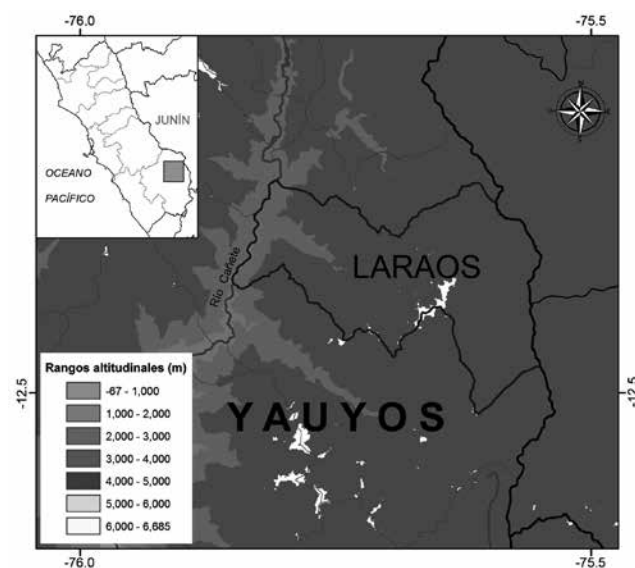 -76.0
-75.5
JUNÍN
OCEANO
PACÍFICO
N
LARAOS
Río Cañete
Rangos altitudinales (m)
-67 - 1,000
1,000 - 2,000
2,000 - 3,000
3,000 - 4,000
4,000 - 5,000
5,000 - 6,000
6,000 - 6,685
YAUYOS
-12.5
-12.5
-76.0
-75.5